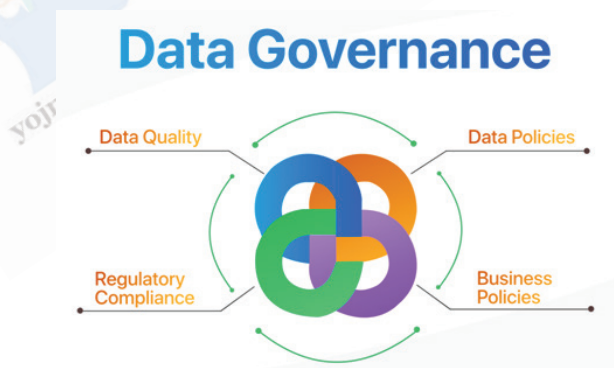 Data Governance
Data Quality
Data Policies
Regulatory
Compliance
Business
Policies